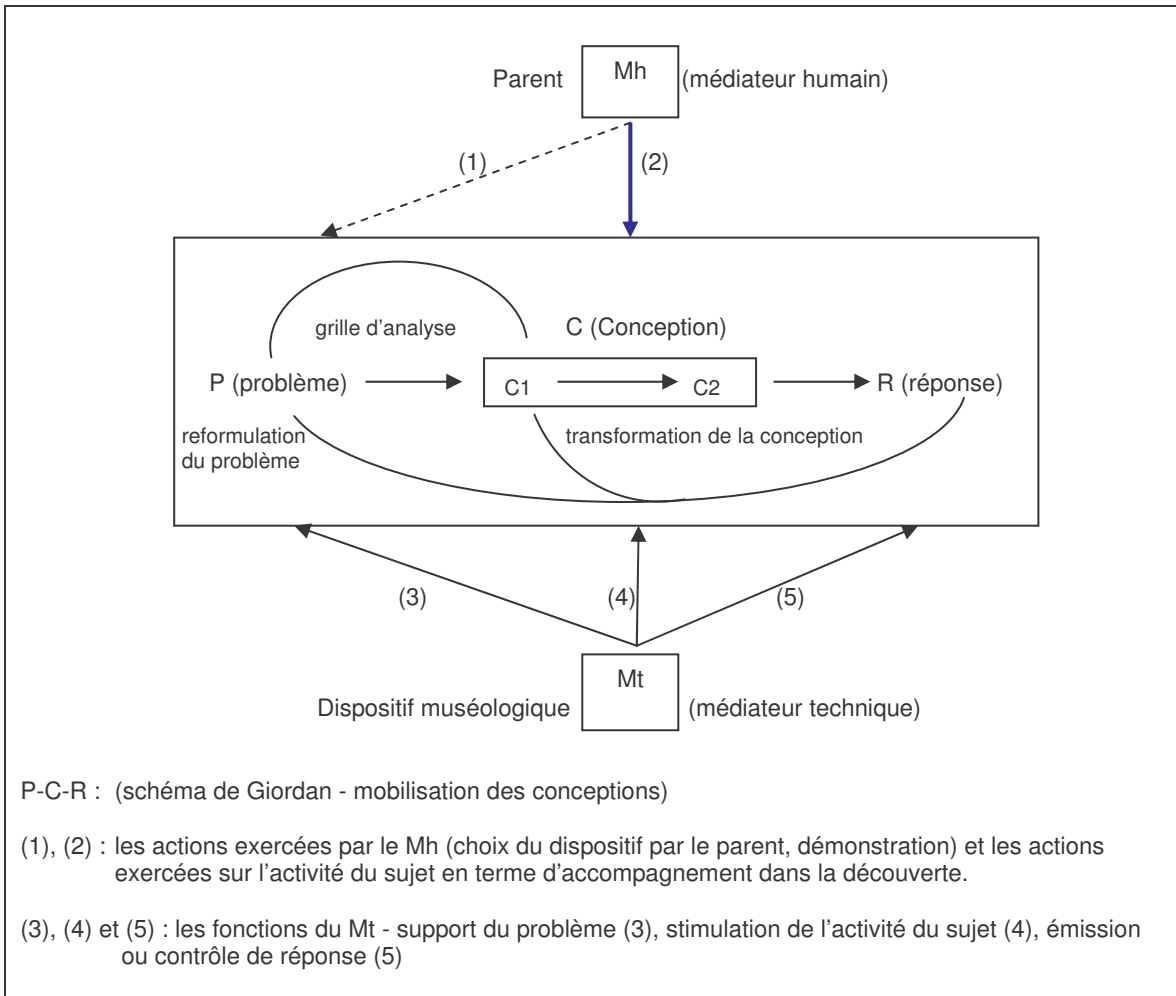 Mh
Parent (médiateur humain)
(1) (2)
grille d'analyse C (Conception)
P (problème) C1 C2 R (réponse)
reformulation
du problème
transformation de la conception
(3) (4) (5)
Mt
Dispositif muséologique (médiateur technique)
P-C-R : (schéma de Giordan - mobilisation des conceptions)
(1), (2) : les actions exercées par le Mh (choix du dispositif par le parent, démonstration) et les actions
exercées sur l'activité du sujet en terme d'accompagnement dans la découverte.
(3), (4) et (5) : les fonctions du Mt - support du problème (3), stimulation de l'activité du sujet (4), émission
ou contrôle de réponse (5)